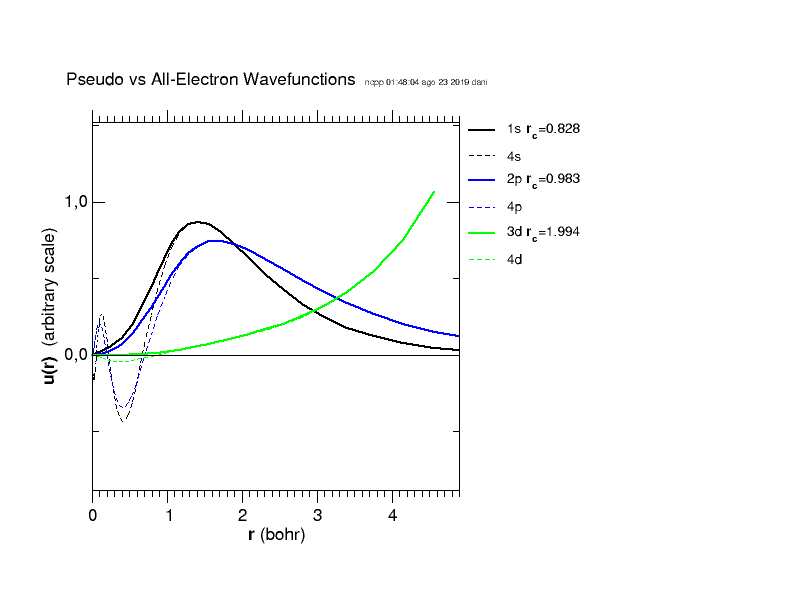 Pseudo vs All-Electron Wavefunctions ncpp 01:48:04 ago 23 2019 dani
1s rc=0.828
4s
2p rc=0.983
4p
3d rc=1.994
4d
1,0
0,0
u(r) (arbitrary scale)
0 1 2 3 4
r (bohr)